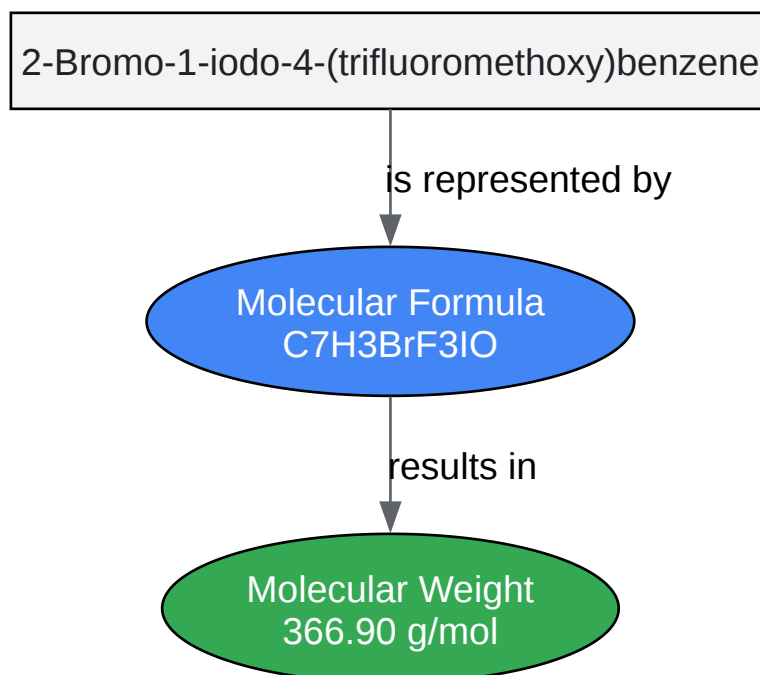 2-Bromo-1-iodo-4-(trifluoromethoxy)benzene
is represented by
Molecular Formula
C7H3BrF3IO
results in
Molecular Weight
366.90 g/mol